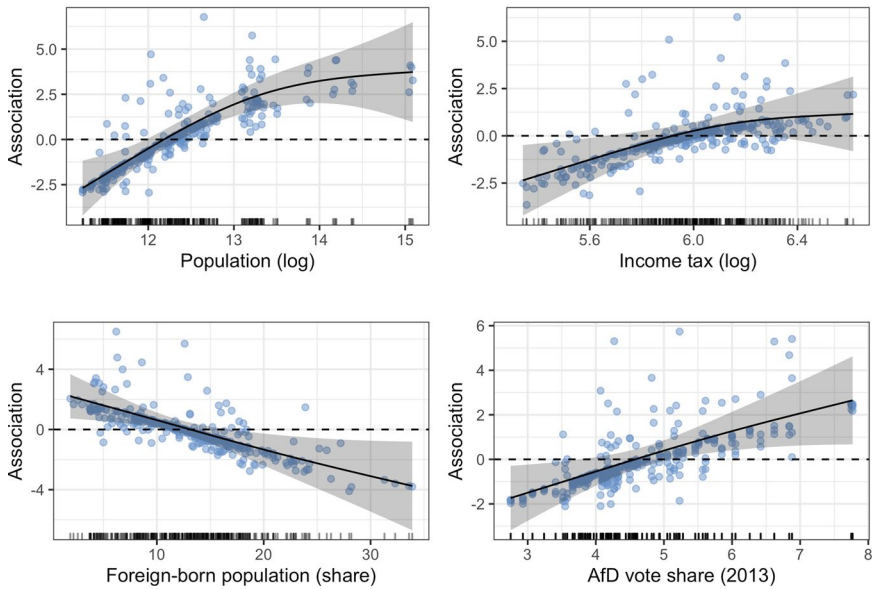 5.0
2.5
0.0
-2.5
Association
12 13 14 15
Population (log)
5.0
2.5
0.0
-2.5
Association
5.6 6.0 6.4
Income tax (log)
4
0
-4
Association
10 20 30
Foreign-born population (share)
6
4
2
0
-2
Association
3 4 5 6 7 8
AfD vote share (2013)